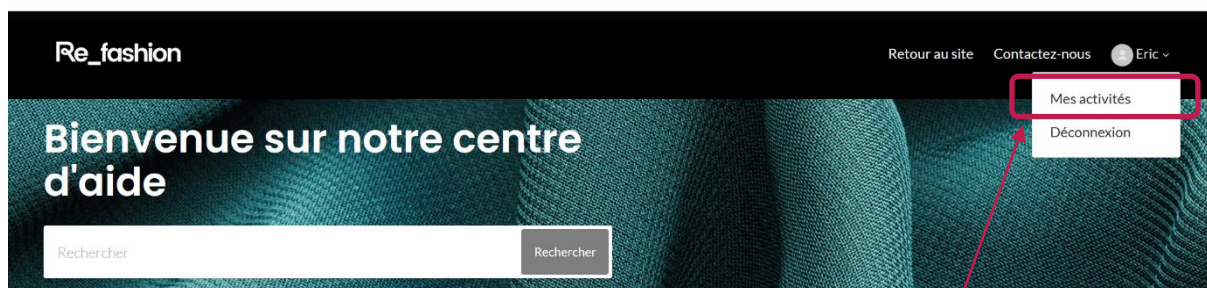 Re_fashion
Retour au site Contactez-nous Eric
Mes activités
Déconnexion
Bienvenue sur notre centre
d'aide
Rechercher Rechercher